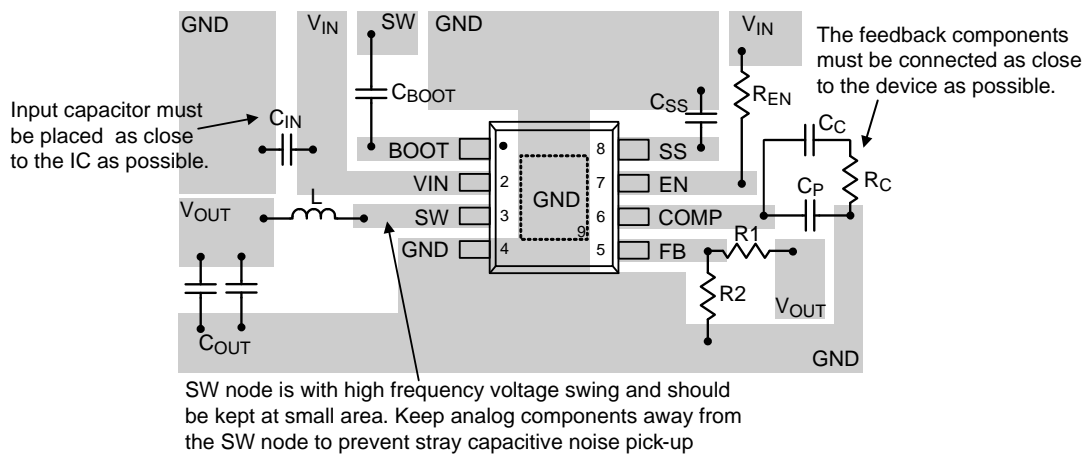 GND
VIN
SW
GND
VIN
The feedback components
must be connected as close
to the device as possible.
Input capacitor must
be placed as close
to the IC as possible.
CIN
CBOOT
CSS
REN
CC
RC
CP
BOOT
8
SS
VIN
2
GND
7
EN
VOUT
L
SW
3
6
COMP
GND
4
9
5
FB
R1
R2
VOUT
COUT
GND
SW node is with high frequency voltage swing and should
be kept at small area. Keep analog components away from
the SW node to prevent stray capacitive noise pick-up